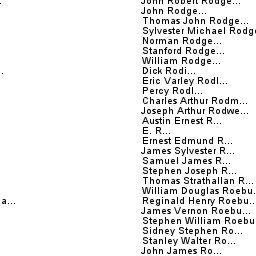 John Robert Rodge...
John Rodge...
Thomas John Rodge...
Sylvester Michael Rodge
Norman Rodge...
Stanford Rodge...
William Rodge...
Dick Rodi...
Eric Varley Rodl...
Percy Rodl...
Charles Arthur Rodm...
Joseph Arthur Rodwe...
Austin Ernest R...
E. R...
Ernest Edmund R...
James Sylvester R...
Samuel James R...
Stephen Joseph R...
Thomas Strathallan R...
William Douglas Roebu.
a... Reginald Henry Roebu...
James Vernon Roebu...
Stephen William Roebu
Sidney Stephen Ro...
Stanley Walter Ro...
John James Ro...